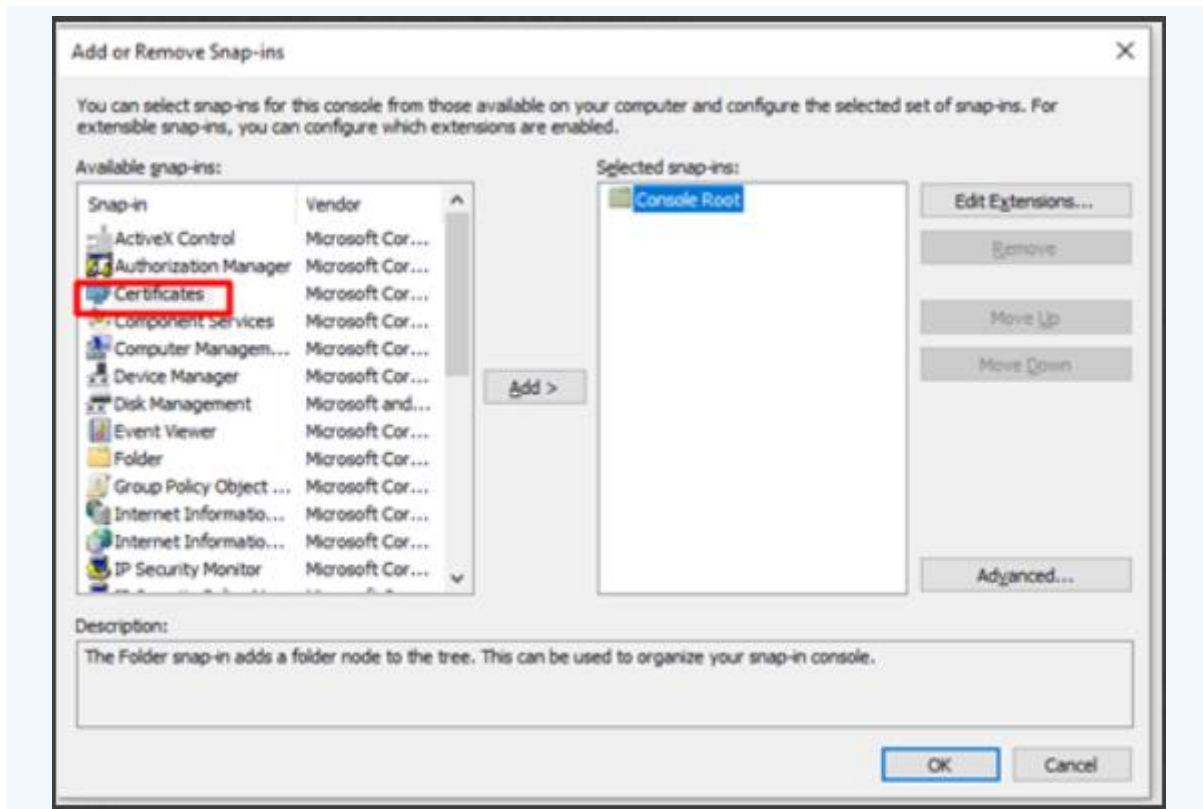 Add or Remove Snap-ins
You can select snap-ins for this console from those available on your computer and configure the selected set of snap-ins. For
extensible snap-ins, you can configure which extensions are enabled.
Available snap-ins:
Selected snap-ins:
Snap-in Vendor
ActiveX Control Microsoft Cor...
Authorization Manager Microsoft Cor...
Certificates Microsoft Cor...
Component Services Microsoft Cor...
Computer Managem... Microsoft Cor...
Device Manager Microsoft Cor...
Disk Management Microsoft and...
Event Viewer Microsoft Cor...
Folder Microsoft Cor...
Group Policy Object ... Microsoft Cor...
Internet Informatio... Microsoft Cor...
Internet Informatio... Microsoft Cor...
IP Security Monitor Microsoft Cor...
Add >
Console Root
Edit Extensions...
Remove
Move Up
Move Down
Advanced...
Description:
The Folder snap-in adds a folder node to the tree. This can be used to organize your snap-in console.
OK Cancel